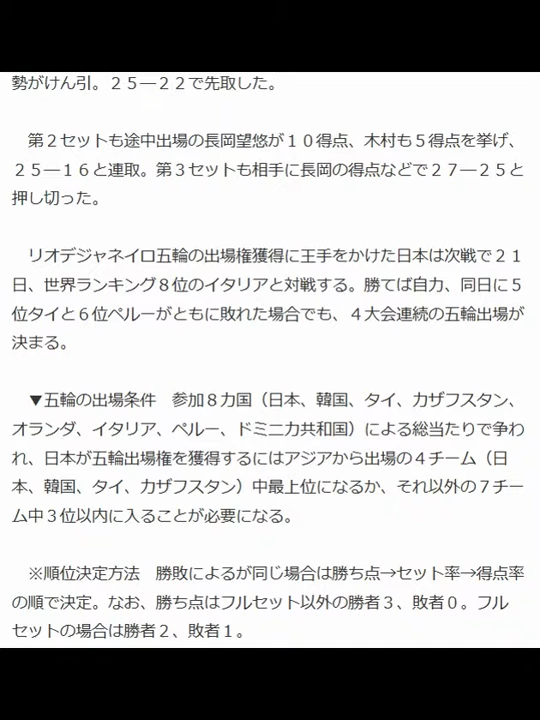 勢がけん引。２５―２２で先取した。
第２セットも途中出場の長岡望悠が１０得点、木村も５得点を挙げ、
２５―１６と連取。第３セットも相手に長岡の得点などで２７―２５と
押し切った。
リオデジャネイロ五輪の出場権獲得に王手をかけた日本は次戦で２１
日、世界ランキング８位のイタリアと対戦する。勝てば自力、同日に５
位タイと６位ペルーがともに敗れた場合でも、４大会連続の五輪出場が
決まる。
▼五輪の出場条件　参加８カ国（日本、韓国、タイ、カザフスタン、
オランダ、イタリア、ペルー、ドミニカ共和国）による総当たりで争わ
れ、日本が五輪出場権を獲得するにはアジアから出場の４チーム（日
本、韓国、タイ、カザフスタン）中最上位になるか、それ以外の７チー
ム中３位以内に入ることが必要になる。
※順位決定方法　勝敗によるが同じ場合は勝ち点→セット率→得点率
の順で決定。なお、勝ち点はフルセット以外の勝者３、敗者０。フル
セットの場合は勝者２、敗者１。